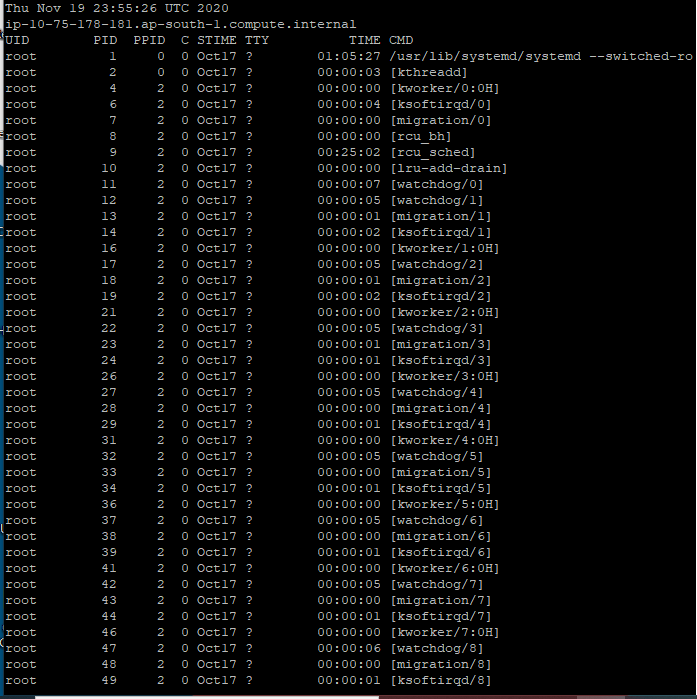 Thu Nov 19 23:55:26 UTC 2020
ip-10-75-178-181.ap-south-1.compute.internal
UID        PID  PPID  C STIME TTY          TIME CMD
root         1     0  0 Oct17 ?        01:05:27 /usr/lib/systemd/systemd --switched-ro
root         2     0  0 Oct17 ?        00:00:03 [kthreadd]
root         4     2  0 Oct17 ?        00:00:00 [kworker/0:0H]
root         6     2  0 Oct17 ?        00:00:04 [ksoftirqd/0]
root         7     2  0 Oct17 ?        00:00:00 [migration/0]
root         8     2  0 Oct17 ?        00:00:00 [rcu_bh]
root         9     2  0 Oct17 ?        00:25:02 [rcu_sched]
root        10     2  0 Oct17 ?        00:00:00 [lru-add-drain]
root        11     2  0 Oct17 ?        00:00:07 [watchdog/0]
root        12     2  0 Oct17 ?        00:00:05 [watchdog/1]
root        13     2  0 Oct17 ?        00:00:01 [migration/1]
root        14     2  0 Oct17 ?        00:00:02 [ksoftirqd/1]
root        16     2  0 Oct17 ?        00:00:00 [kworker/1:0H]
root        17     2  0 Oct17 ?        00:00:05 [watchdog/2]
root        18     2  0 Oct17 ?        00:00:01 [migration/2]
root        19     2  0 Oct17 ?        00:00:02 [ksoftirqd/2]
root        21     2  0 Oct17 ?        00:00:00 [kworker/2:0H]
root        22     2  0 Oct17 ?        00:00:05 [watchdog/3]
root        23     2  0 Oct17 ?        00:00:01 [migration/3]
root        24     2  0 Oct17 ?        00:00:01 [ksoftirqd/3]
root        26     2  0 Oct17 ?        00:00:00 [kworker/3:0H]
root        27     2  0 Oct17 ?        00:00:05 [watchdog/4]
root        28     2  0 Oct17 ?        00:00:00 [migration/4]
root        29     2  0 Oct17 ?        00:00:01 [ksoftirqd/4]
root        31     2  0 Oct17 ?        00:00:00 [kworker/4:0H]
root        32     2  0 Oct17 ?        00:00:05 [watchdog/5]
root        33     2  0 Oct17 ?        00:00:00 [migration/5]
root        34     2  0 Oct17 ?        00:00:01 [ksoftirqd/5]
root        36     2  0 Oct17 ?        00:00:00 [kworker/5:0H]
root        37     2  0 Oct17 ?        00:00:05 [watchdog/6]
root        38     2  0 Oct17 ?        00:00:00 [migration/6]
root        39     2  0 Oct17 ?        00:00:01 [ksoftirqd/6]
root        41     2  0 Oct17 ?        00:00:00 [kworker/6:0H]
root        42     2  0 Oct17 ?        00:00:05 [watchdog/7]
root        43     2  0 Oct17 ?        00:00:00 [migration/7]
root        44     2  0 Oct17 ?        00:00:01 [ksoftirqd/7]
root        46     2  0 Oct17 ?        00:00:00 [kworker/7:0H]
root        47     2  0 Oct17 ?        00:00:06 [watchdog/8]
root        48     2  0 Oct17 ?        00:00:00 [migration/8]
root        49     2  0 Oct17 ?        00:00:01 [ksoftirqd/8]